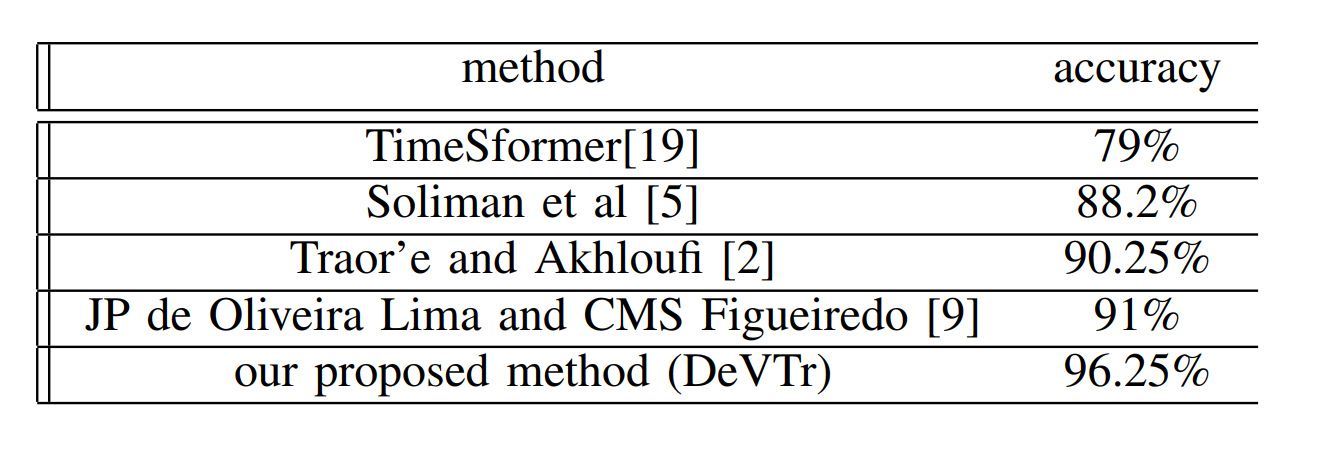 method accuracy
TimeSformer[19] 79%
Soliman et al [5] 88.2%
Traor'e and Akhloufi [2] 90.25%
JP de Oliveira Lima and CMS Figueiredo [9] 91%
our proposed method (DeVTr) 96.25%